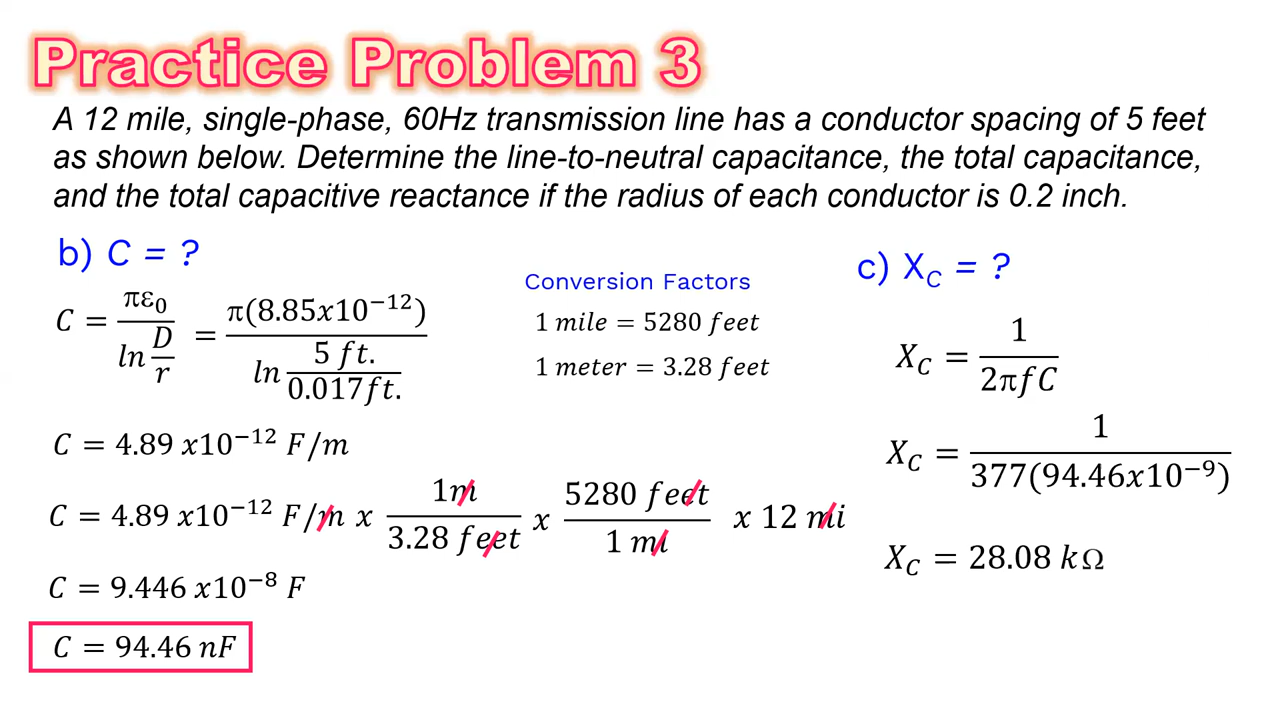 Practice Problem 3
A 12 mile, single-phase, 60Hz transmission line has a conductor spacing of 5 feet
as shown below. Determine the line-to-neutral capacitance, the total capacitance,
and the total capacitive reactance if the radius of each conductor is 0.2 inch.
b) C = ?
C = πε₀ / ln D/r = π(8.85x10⁻¹²) / ln 5 ft. / 0.017ft.
C = 4.89 x10⁻¹² F/m
C = 4.89 x10⁻¹² F/m x 1m / 3.28 feet x 5280 feet / 1 mi x 12 mi
C = 9.446 x10⁻⁸ F
C = 94.46 nF
Conversion Factors
1 mile = 5280 feet
1 meter = 3.28 feet
c) X_C = ?
X_C = 1 / 2πfC
X_C = 1 / 377(94.46x10⁻⁹)
X_C = 28.08 kΩ